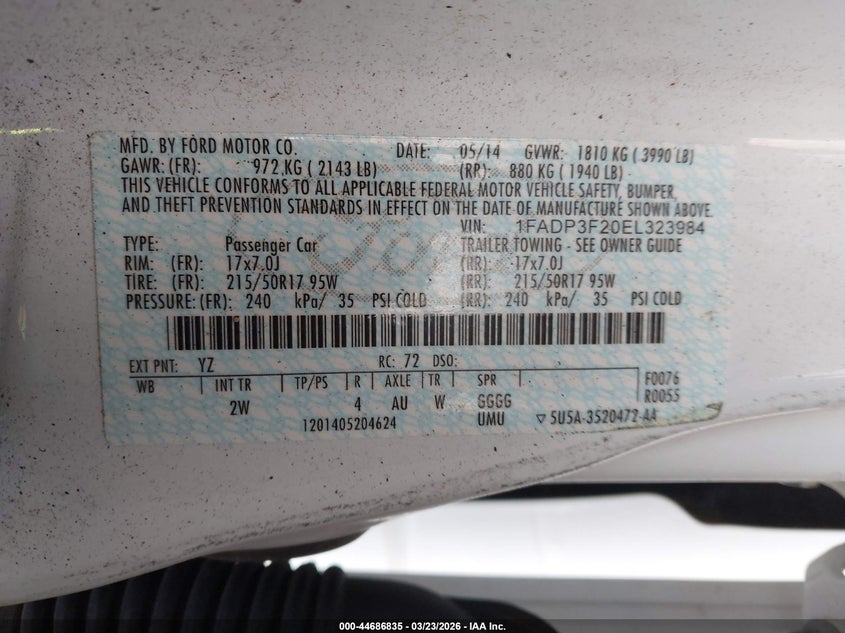 MFD. BY FORD MOTOR CO. DATE: 05/14 GVWR: 1810 KG ( 3990 LB)
GAWR: (FR): 972 KG ( 2143 LB) (RR): 880 KG ( 1940 LB)
THIS VEHICLE CONFORMS TO ALL APPLICABLE FEDERAL MOTOR VEHICLE SAFETY, BUMPER,
AND THEFT PREVENTION STANDARDS IN EFFECT ON THE DATE OF MANUFACTURE SHOWN ABOVE.
VIN: 1FADP3F20EL323984
TYPE: Passenger Car TRAILER TOWING - SEE OWNER GUIDE
RIM: (FR): 17x7.0J (RR): 17x7.0J
TIRE: (FR): 215/50R17 95W (RR): 215/50R17 95W
PRESSURE: (FR): 240 kPa/ 35 PSI COLD (RR): 240 kPa/ 35 PSI COLD
EXT PNT: YZ RC: 72 DSO:
WB INT TR TP/PS R AXLE TR SPR F0076
2W 4 AU W GGGG R0055
1201405204624 UMU ▽ 5U5A-3520472-AA
000-44686835 - 03/23/2026 - IAA Inc.